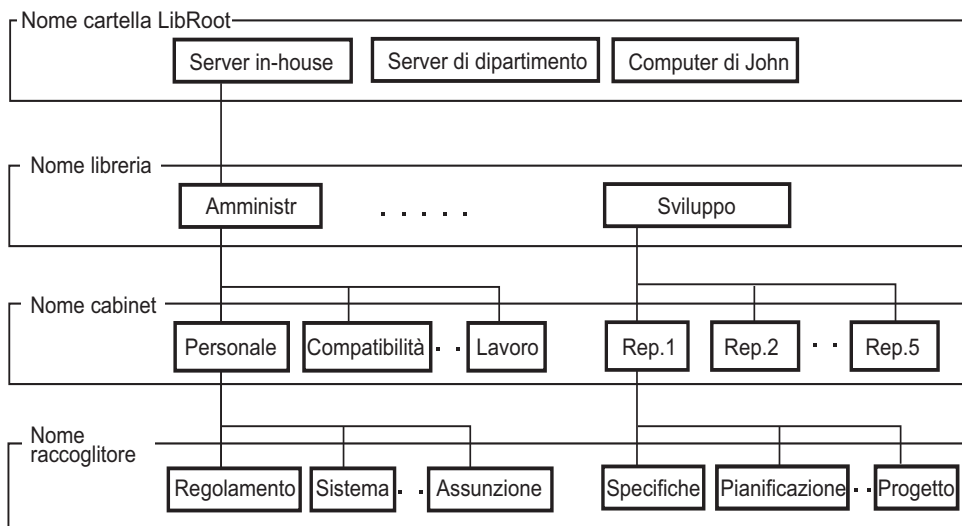 Nome cartella LibRoot
Server in-house Server di dipartimento Computer di John
Nome libreria
Amministr . . . . . Sviluppo
Nome cabinet
Personale Compatibilità . . Lavoro Rep.1 Rep.2 . . Rep.5
Nome
raccoglitore
Regolamento Sistema . . Assunzione Specifiche Pianificazione . . Progetto